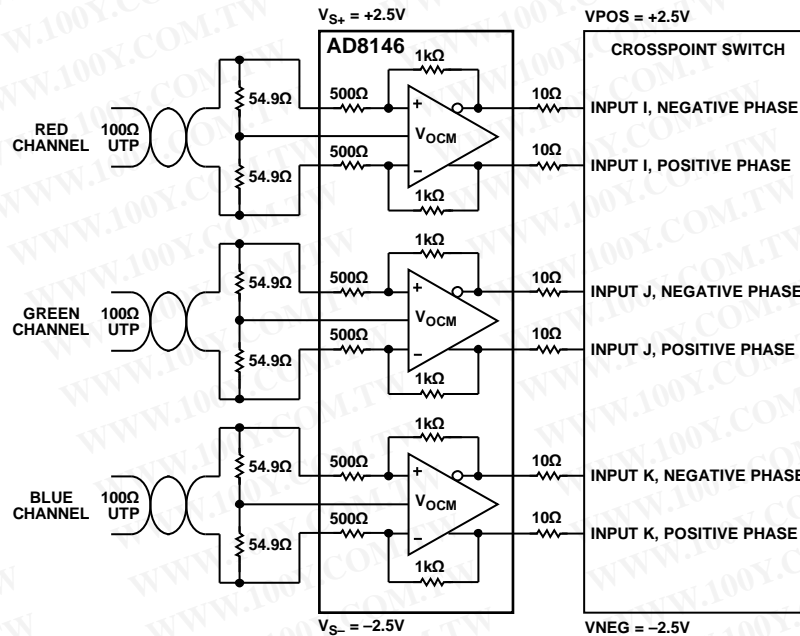 V_S+ = +2.5V
VPOS = +2.5V
AD8146
CROSSPOINT SWITCH
RED
CHANNEL
100Ω
UTP
54.9Ω
54.9Ω
500Ω
500Ω
1kΩ
+
V_OCM
−
1kΩ
10Ω
10Ω
INPUT I, NEGATIVE PHASE
INPUT I, POSITIVE PHASE
GREEN
CHANNEL
100Ω
UTP
54.9Ω
54.9Ω
500Ω
500Ω
1kΩ
+
V_OCM
−
1kΩ
10Ω
10Ω
INPUT J, NEGATIVE PHASE
INPUT J, POSITIVE PHASE
BLUE
CHANNEL
100Ω
UTP
54.9Ω
54.9Ω
500Ω
500Ω
1kΩ
+
V_OCM
−
1kΩ
10Ω
10Ω
INPUT K, NEGATIVE PHASE
INPUT K, POSITIVE PHASE
V_S− = −2.5V
VNEG = −2.5V
WWW.100Y.COM.TW